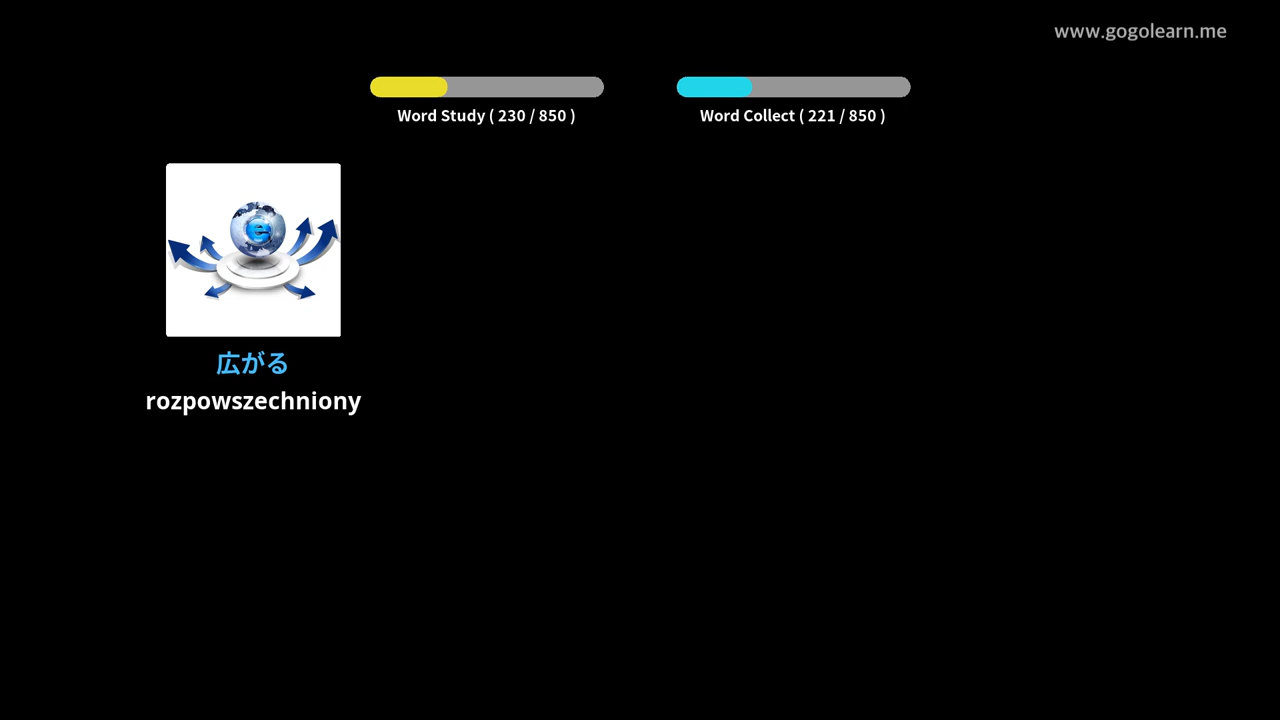 www.gogolearn.me
Word Study ( 230 / 850 )
Word Collect ( 221 / 850 )
e
広がる
rozpowszechniony